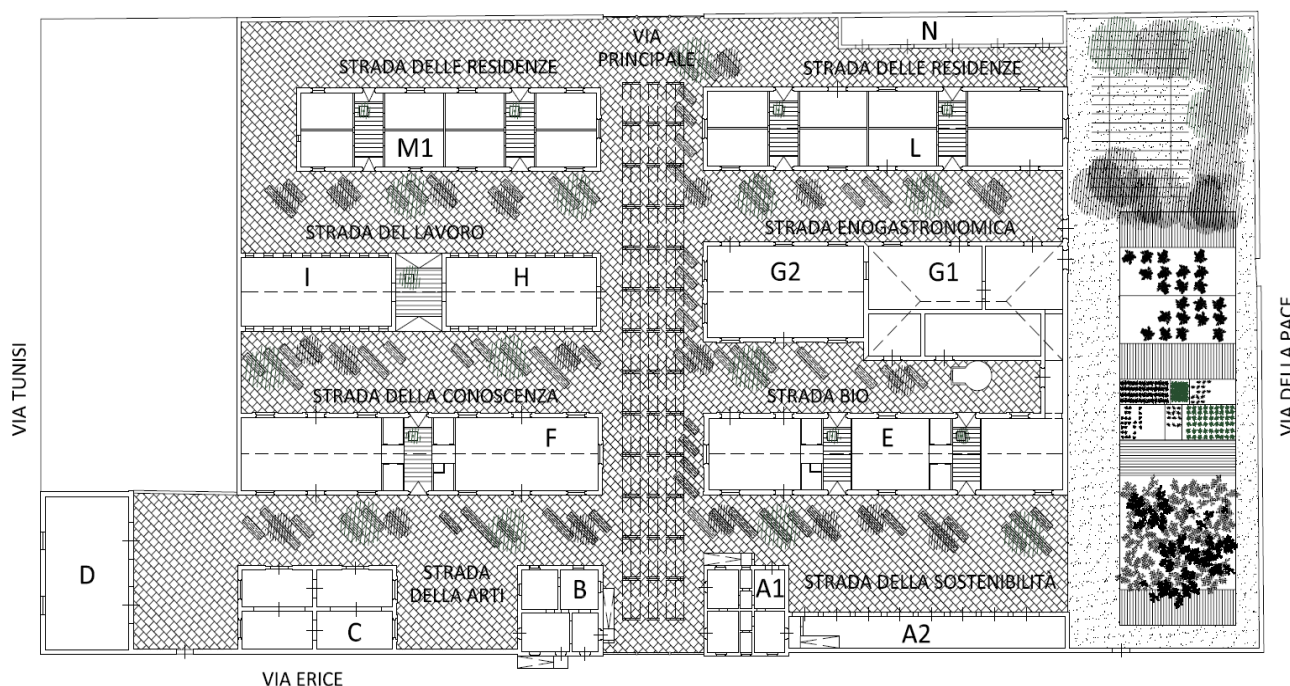 N
VIA
PRINCIPALE
STRADA DELLE RESIDENZE
STRADA DELLE RESIDENZE
M1
L
STRADA DEL LAVORO
STRADA ENOGASTRONOMICA
I
H
G2
G1
VIA TUNISI
VIA DELLA PACE
STRADA DELLA CONOSCENZA
STRADA BIO
F
E
D
STRADA
DELLA ARTI
B
A1
STRADA DELLA SOSTENIBILITÀ
C
A2
VIA ERICE